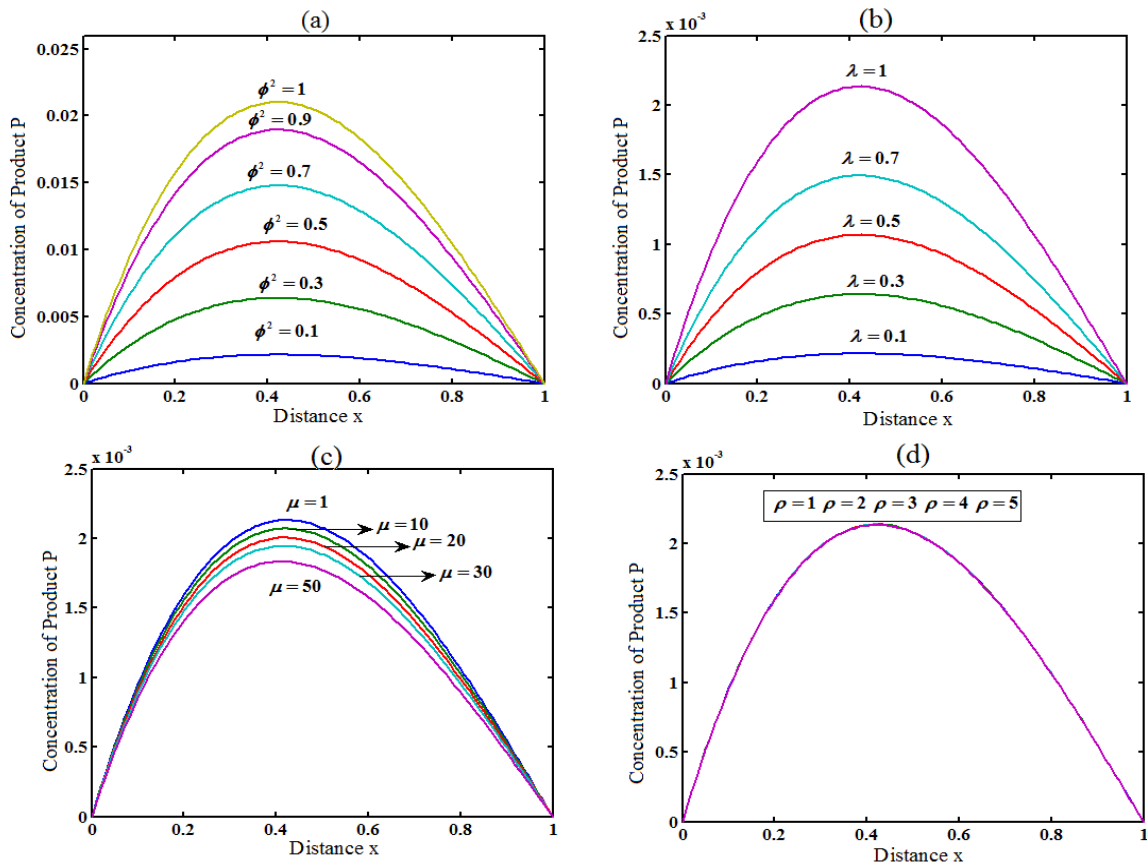 (a)
0.025
0.02
0.015
0.01
0.005
0
Concentration of Product P
ϕ² = 1
ϕ² = 0.9
ϕ² = 0.7
ϕ² = 0.5
ϕ² = 0.3
ϕ² = 0.1
0 0.2 0.4 0.6 0.8 1
Distance x
(b)
x 10⁻³
2.5
2
1.5
1
0.5
0
Concentration of Product P
λ = 1
λ = 0.7
λ = 0.5
λ = 0.3
λ = 0.1
0 0.2 0.4 0.6 0.8 1
Distance x
(c)
x 10⁻³
2.5
2
1.5
1
0.5
0
Concentration of Product P
μ = 1
μ = 10
μ = 20
μ = 30
μ = 50
0 0.2 0.4 0.6 0.8 1
Distance x
(d)
x 10⁻³
2.5
2
1.5
1
0.5
0
Concentration of Product P
ρ = 1 ρ = 2 ρ = 3 ρ = 4 ρ = 5
0 0.2 0.4 0.6 0.8 1
Distance x